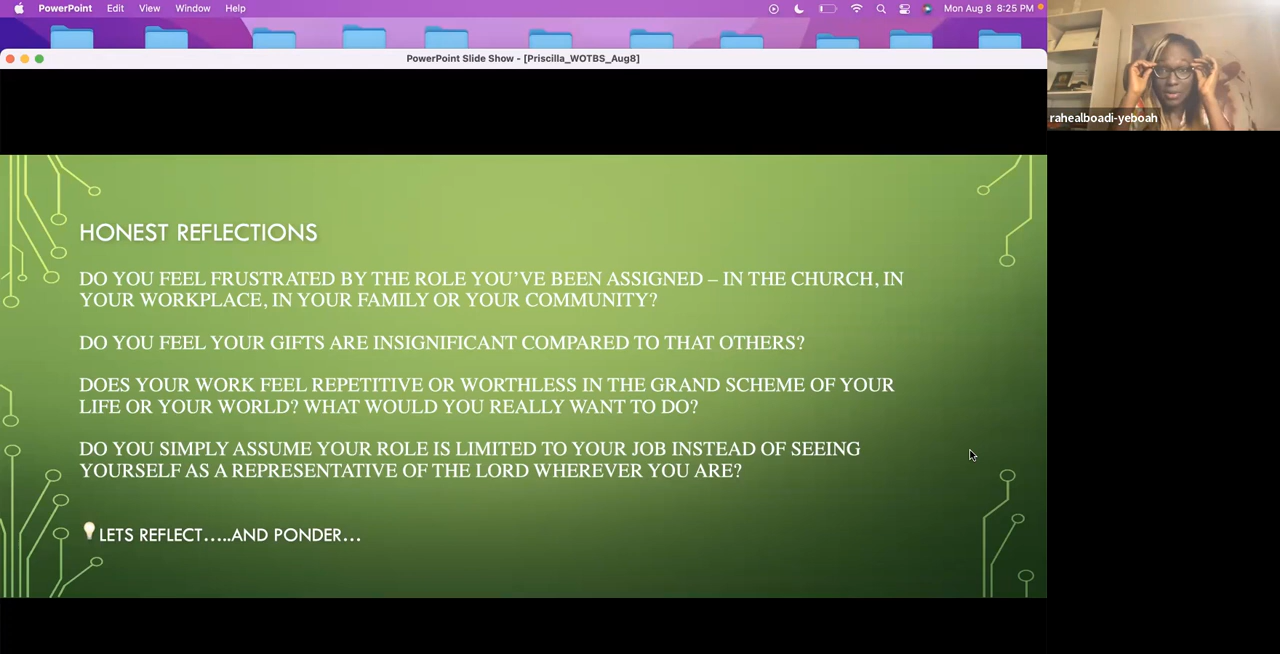 PowerPoint Edit View Window Help Mon Aug 8 8:25 PM
PowerPoint Slide Show - [Priscilla_WOTBS_Aug8]
rahealboadi-yeboah
HONEST REFLECTIONS
DO YOU FEEL FRUSTRATED BY THE ROLE YOU'VE BEEN ASSIGNED – IN THE CHURCH, IN
YOUR WORKPLACE, IN YOUR FAMILY OR YOUR COMMUNITY?
DO YOU FEEL YOUR GIFTS ARE INSIGNIFICANT COMPARED TO THAT OTHERS?
DOES YOUR WORK FEEL REPETITIVE OR WORTHLESS IN THE GRAND SCHEME OF YOUR
LIFE OR YOUR WORLD? WHAT WOULD YOU REALLY WANT TO DO?
DO YOU SIMPLY ASSUME YOUR ROLE IS LIMITED TO YOUR JOB INSTEAD OF SEEING
YOURSELF AS A REPRESENTATIVE OF THE LORD WHEREVER YOU ARE?
LETS REFLECT.....AND PONDER...